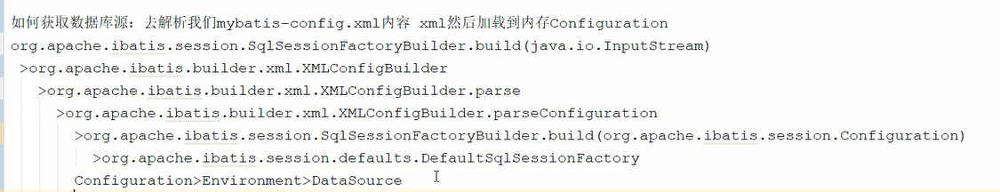 如何获取数据库源：去解析我们mybatis-config.xml内容 xml然后加载到内存Configuration
org.apache.ibatis.session.SqlSessionFactoryBuilder.build(java.io.InputStream)
>org.apache.ibatis.builder.xml.XMLConfigBuilder
>org.apache.ibatis.builder.xml.XMLConfigBuilder.parse
>org.apache.ibatis.builder.xml.XMLConfigBuilder.parseConfiguration
>org.apache.ibatis.session.SqlSessionFactoryBuilder.build(org.apache.ibatis.session.Configuration)
>org.apache.ibatis.session.defaults.DefaultSqlSessionFactory
Configuration>Environment>DataSource